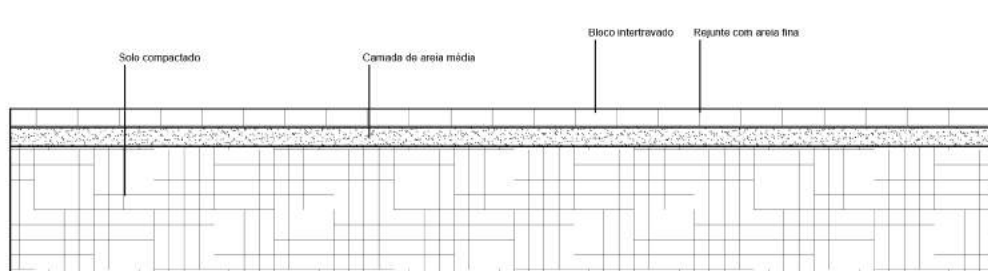 Bloco intertravado
Rejunte com areia fina
Solo compactado
Camada de areia média